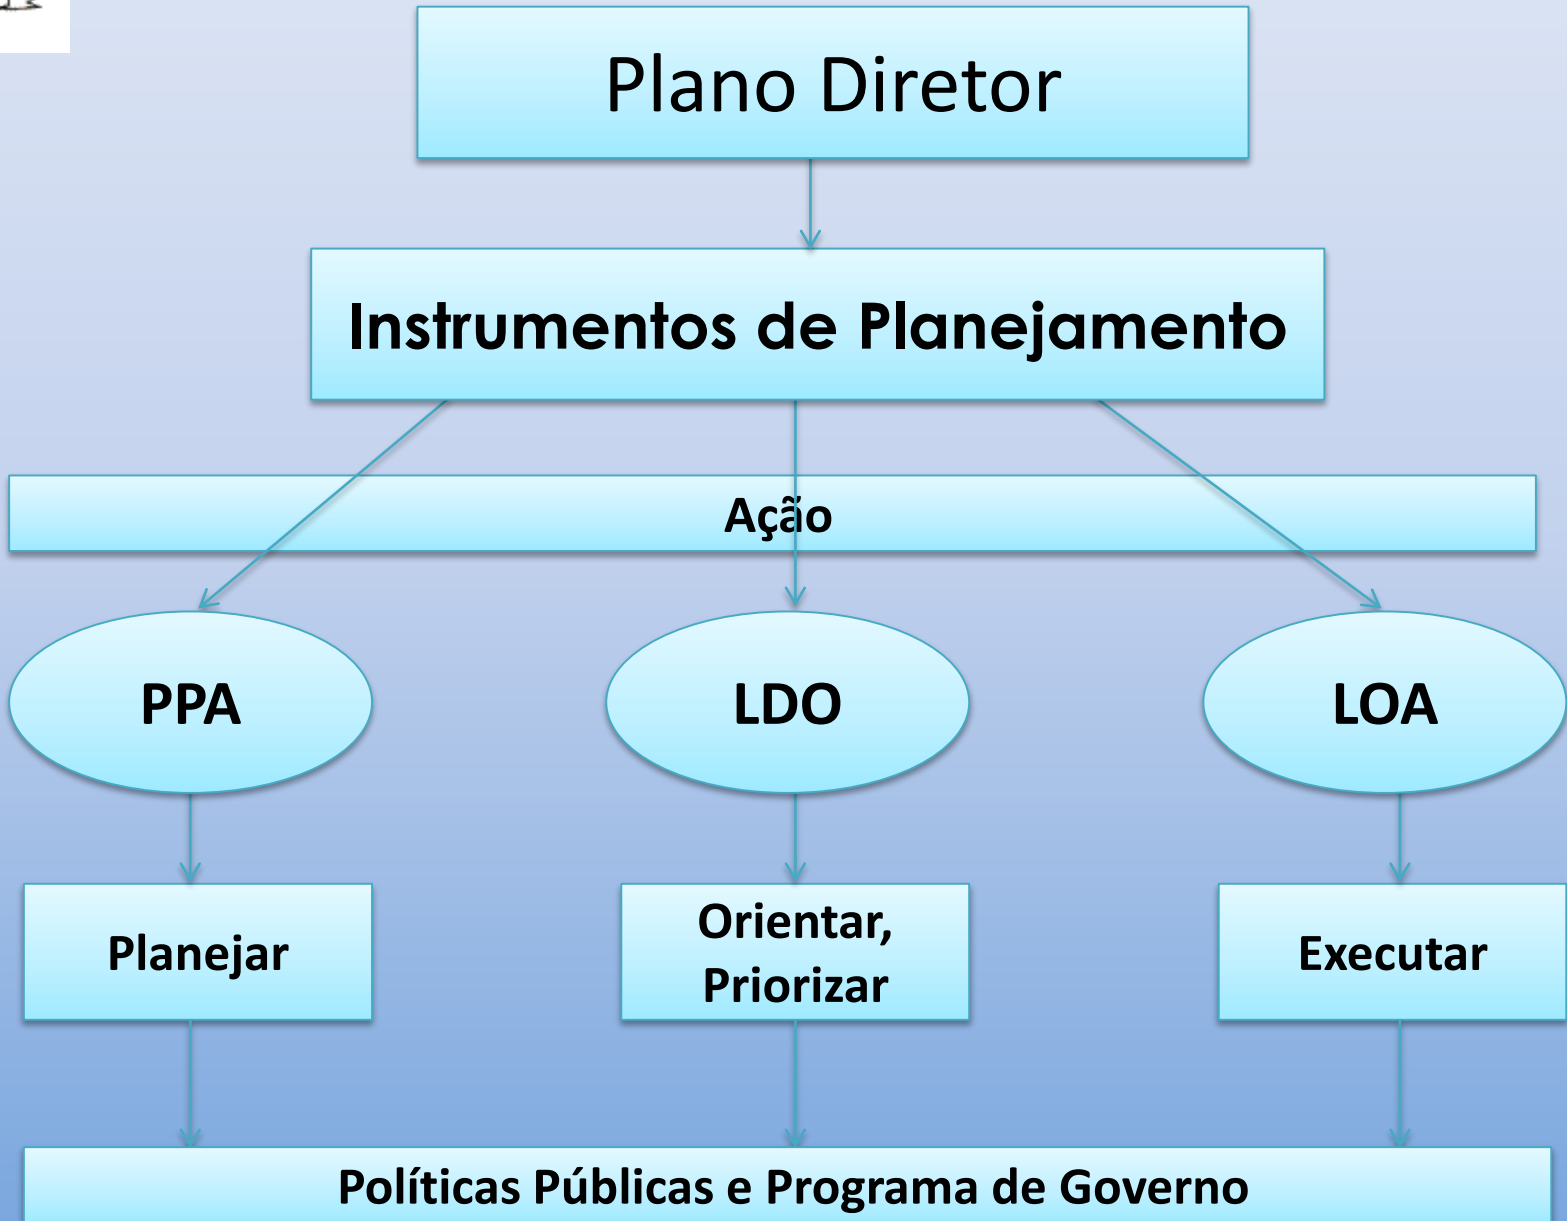 Plano Diretor
Instrumentos de Planejamento
Ação
PPA
LDO
LOA
Planejar
Orientar,
Priorizar
Executar
Políticas Públicas e Programa de Governo